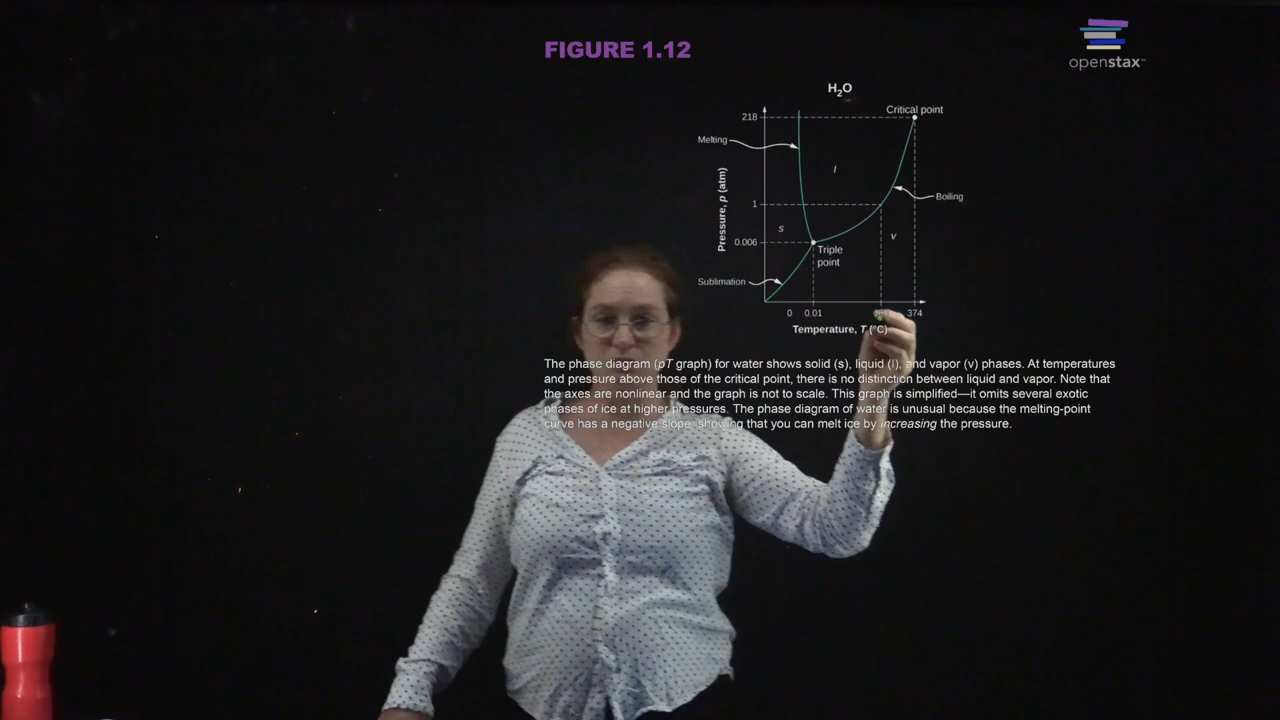 FIGURE 1.12
openstax™
H₂O
Critical point
218
Melting
l
Pressure, p (atm)
1
Boiling
s
v
0.006
Triple
point
Sublimation
0
0.01
374
Temperature, T (°C)
The phase diagram (pT graph) for water shows solid (s), liquid (l), and vapor (v) phases. At temperatures
and pressure above those of the critical point, there is no distinction between liquid and vapor. Note that
the axes are nonlinear and the graph is not to scale. This graph is simplified—it omits several exotic
phases of ice at higher pressures. The phase diagram of water is unusual because the melting-point
curve has a negative slope, showing that you can melt ice by increasing the pressure.